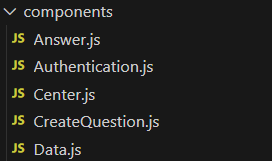 components
JS Answer.js
JS Authentication.js
JS Center.js
JS CreateQuestion.js
JS Data.js